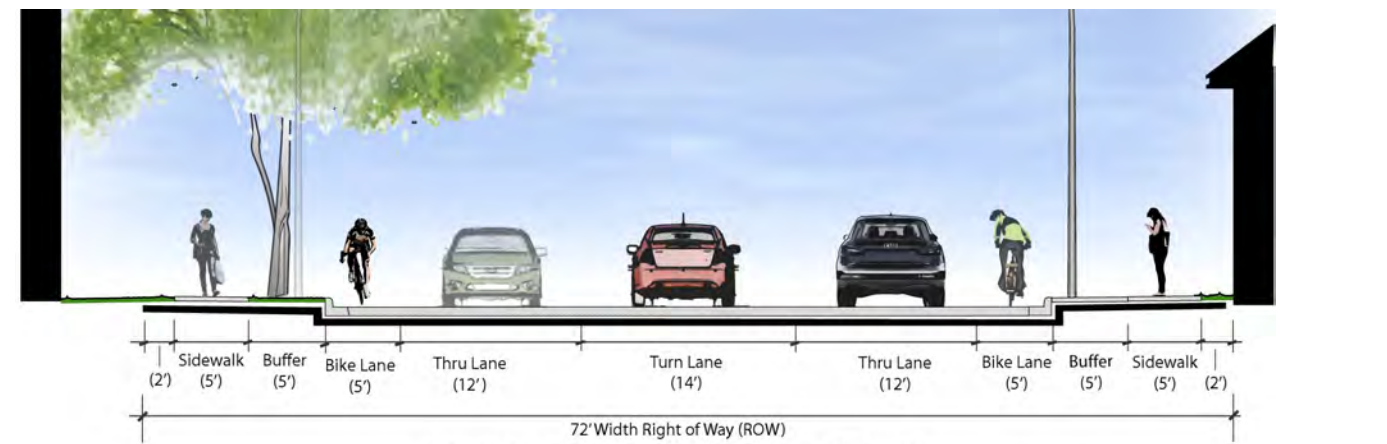 (2')
Sidewalk
(5')
Buffer
(5')
Bike Lane
(5')
Thru Lane
(12')
Turn Lane
(14')
Thru Lane
(12')
Bike Lane
(5')
Buffer
(5')
Sidewalk
(5')
(2')
72' Width Right of Way (ROW)